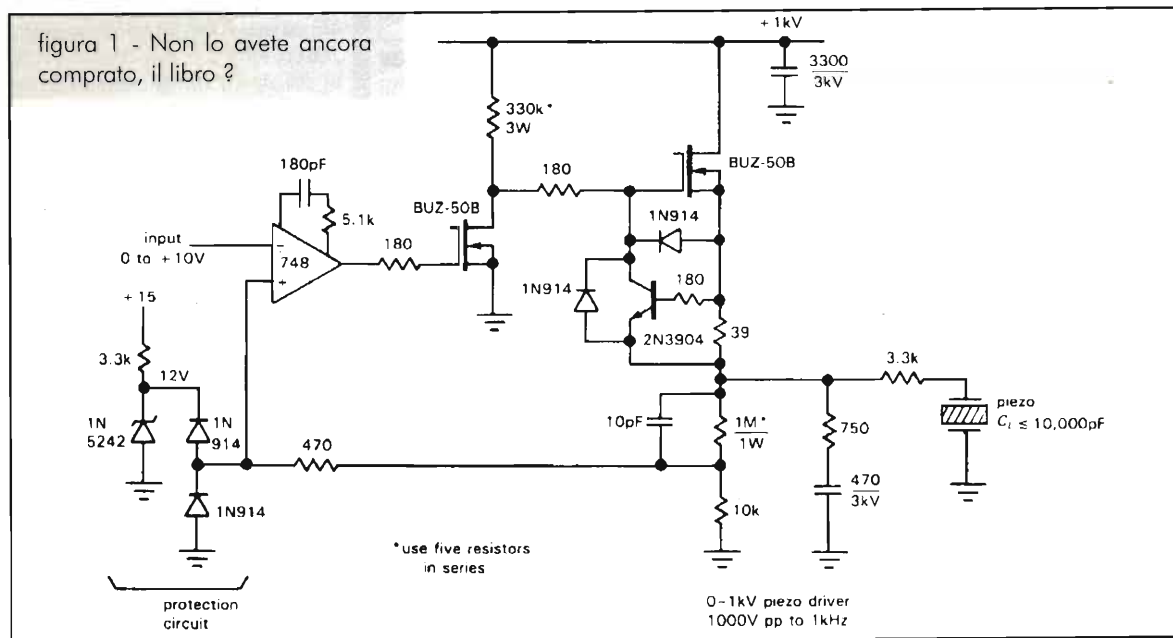 figura 1 - Non lo avete ancora
comprato, il libro ?
+ 1kV
3300
3kV
330k*
3W
180
BUZ-50B
180pF
5.1k
BUZ-50B
1N914
input
0 to +10V
748
180
1N914
180
2N3904
39
+ 15
3.3k
12V
1N
5242
1N
914
470
10pF
1M*
1W
3.3k
750
piezo
CL ≤ 10,000pF
1N914
10k
470
3kV
*use five resistors
in series
protection
circuit
0-1kV piezo driver
1000V pp to 1kHz